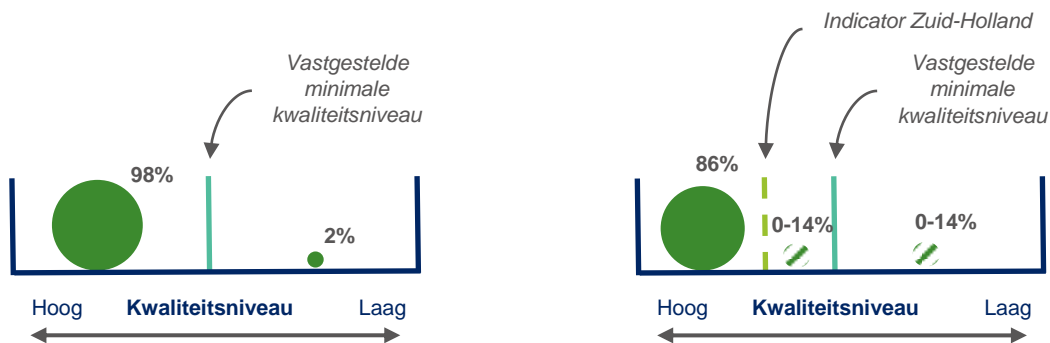 Vastgestelde
minimale
kwaliteitsniveau
98%
2%
Hoog Kwaliteitsniveau Laag
Indicator Zuid-Holland
Vastgestelde
minimale
kwaliteitsniveau
86%
0-14%
0-14%
Hoog Kwaliteitsniveau Laag